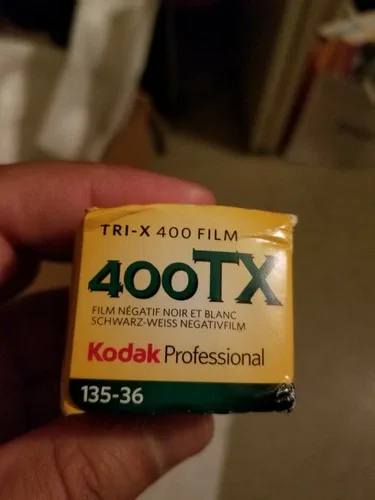 TRI-X 400 FILM
400TX
FILM NÉGATIF NOIR ET BLANC
SCHWARZ-WEISS NEGATIVFILM
Kodak Professional
135-36